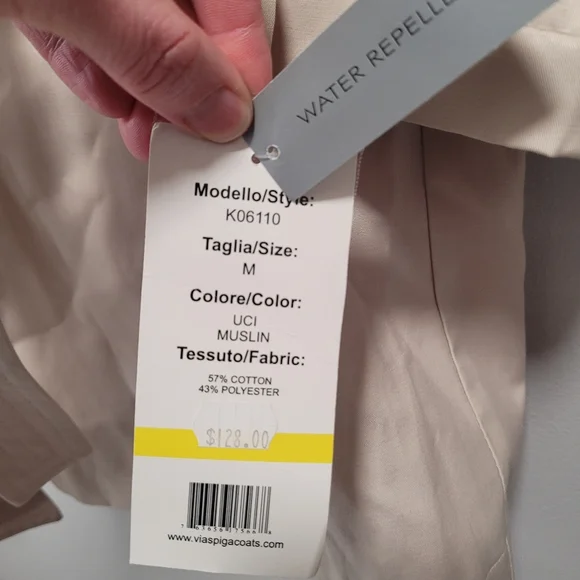 WATER REPELLE
Modello/Style:
K06110
Taglia/Size:
M
Colore/Color:
UCI
MUSLIN
Tessuto/Fabric:
57% COTTON
43% POLYESTER
$128.00
www.viaspigacoats.com